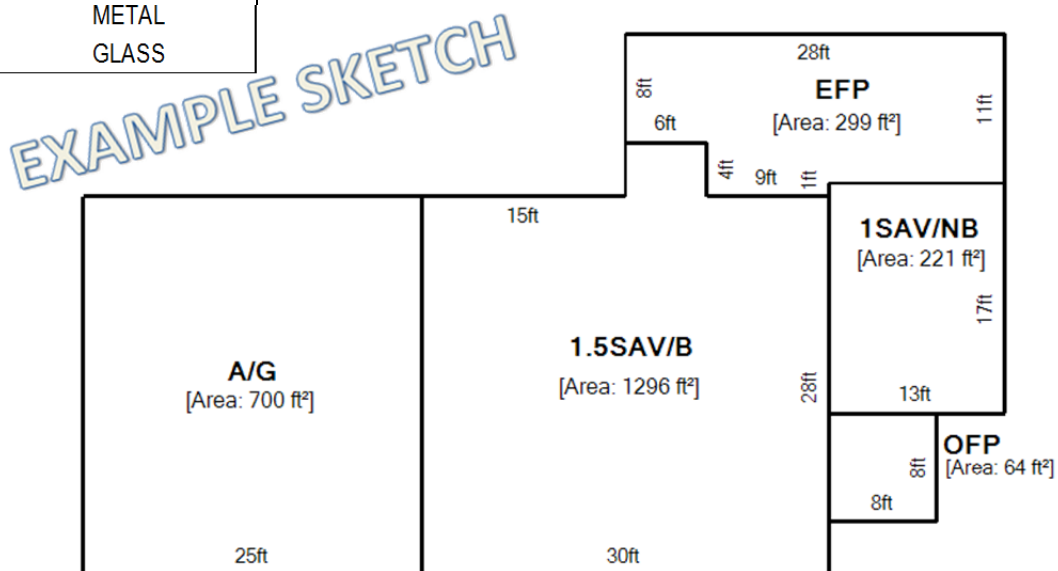 METAL
GLASS
EXAMPLE SKETCH
28ft
8ft
EFP
[Area: 299 ft²]
11ft
6ft
4ft
9ft
1ft
15ft
1SAV/NB
[Area: 221 ft²]
17ft
1.5SAV/B
[Area: 1296 ft²]
A/G
[Area: 700 ft²]
28ft
13ft
OFP
[Area: 64 ft²]
8ft
8ft
25ft
30ft